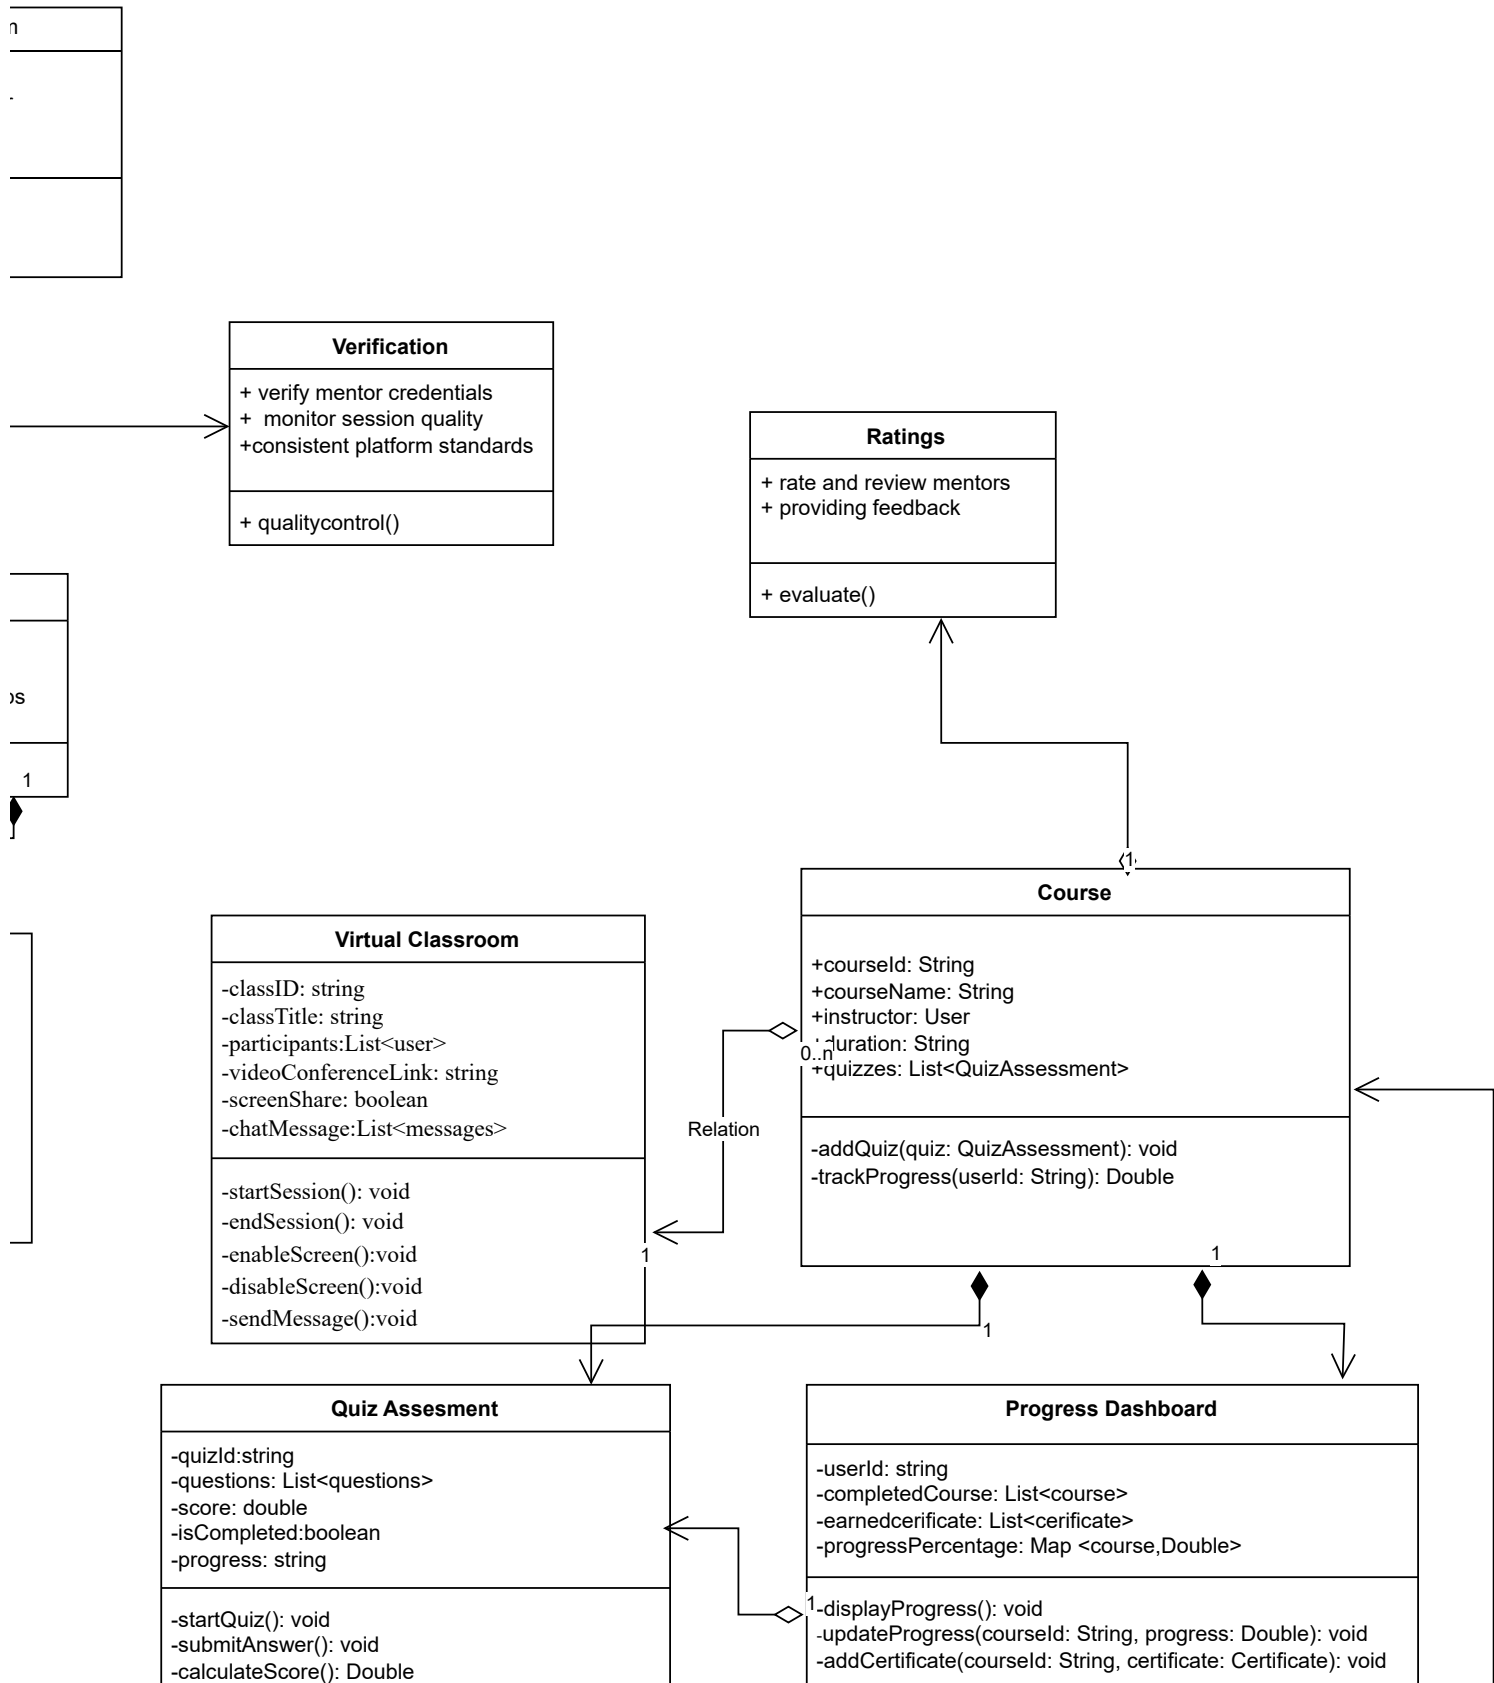 Verification
+ verify mentor credentials
+ monitor session quality
+consistent platform standards
+ qualitycontrol()
Ratings
+ rate and review mentors
+ providing feedback
+ evaluate()
1
1
Course
+courseId: String
+courseName: String
+instructor: User
duration: String
0..n
+quizzes: List<QuizAssessment>
-addQuiz(quiz: QuizAssessment): void
-trackProgress(userId: String): Double
1
Virtual Classroom
-classID: string
-classTitle: string
-participants:List<user>
-videoConferenceLink: string
-screenShare: boolean
-chatMessage:List<messages>
-startSession(): void
-endSession(): void
-enableScreen():void
-disableScreen():void
-sendMessage():void
Relation
1
1
Quiz Assesment
-quizId:string
-questions: List<questions>
-score: double
-isCompleted:boolean
-progress: string
-startQuiz(): void
-submitAnswer(): void
-calculateScore(): Double
Progress Dashboard
-userId: string
-completedCourse: List<course>
-earnedcerificate: List<cerificate>
-progressPercentage: Map <course,Double>
1
-displayProgress(): void
-updateProgress(courseId: String, progress: Double): void
-addCertificate(courseId: String, certificate: Certificate): void